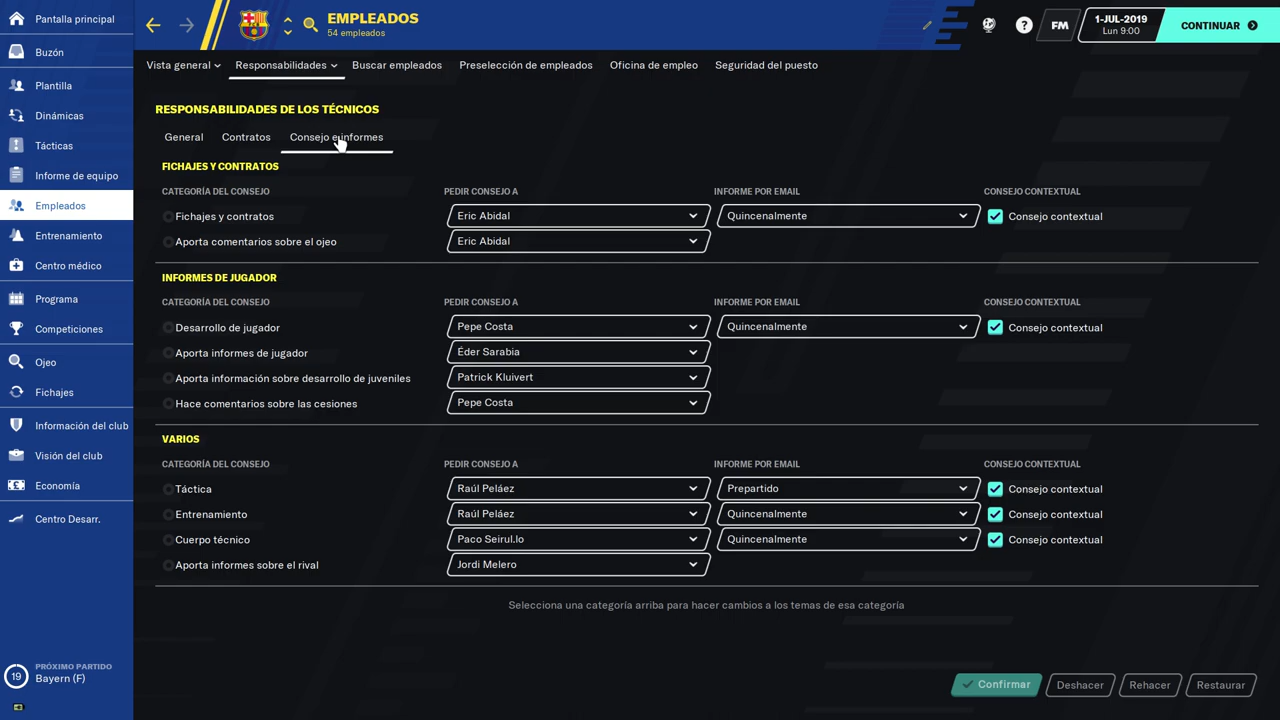 Pantalla principal
Buzón
Plantilla
Dinámicas
Tácticas
Informe de equipo
Empleados
Entrenamiento
Centro médico
Programa
Competiciones
Ojeo
Fichajes
Información del club
Visión del club
Economía
Centro Desarr.
19
PRÓXIMO PARTIDO
Bayern (F)
EMPLEADOS
54 empleados
?
FM
1-JUL-2019
Lun 9:00
CONTINUAR
Vista general Responsabilidades Buscar empleados Preselección de empleados Oficina de empleo Seguridad del puesto
RESPONSABILIDADES DE LOS TÉCNICOS
General Contratos Consejo e informes
FICHAJES Y CONTRATOS
CATEGORÍA DEL CONSEJO PEDIR CONSEJO A INFORME POR EMAIL CONSEJO CONTEXTUAL
Fichajes y contratos Eric Abidal Quincenalmente Consejo contextual
Aporta comentarios sobre el ojeo Eric Abidal
INFORMES DE JUGADOR
CATEGORÍA DEL CONSEJO PEDIR CONSEJO A INFORME POR EMAIL CONSEJO CONTEXTUAL
Desarrollo de jugador Pepe Costa Quincenalmente Consejo contextual
Aporta informes de jugador Éder Sarabia
Aporta información sobre desarrollo de juveniles Patrick Kluivert
Hace comentarios sobre las cesiones Pepe Costa
VARIOS
CATEGORÍA DEL CONSEJO PEDIR CONSEJO A INFORME POR EMAIL CONSEJO CONTEXTUAL
Táctica Raúl Peláez Prepartido Consejo contextual
Entrenamiento Raúl Peláez Quincenalmente Consejo contextual
Cuerpo técnico Paco Seirul.lo Quincenalmente Consejo contextual
Aporta informes sobre el rival Jordi Melero
Selecciona una categoría arriba para hacer cambios a los temas de esa categoría
Confirmar Deshacer Rehacer Restaurar